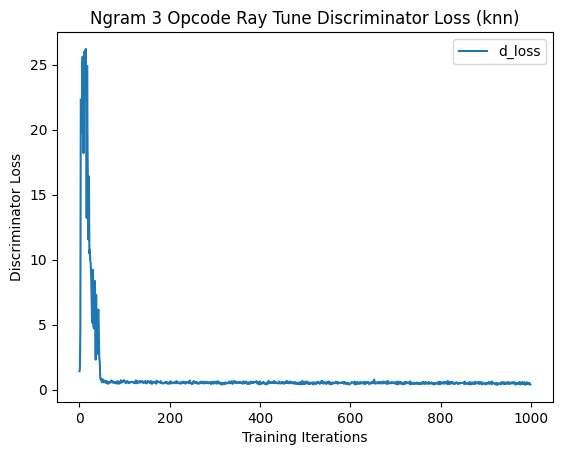 Ngram 3 Opcode Ray Tune Discriminator Loss (knn)
d_loss
25
20
15
10
5
0
Discriminator Loss
0 200 400 600 800 1000
Training Iterations